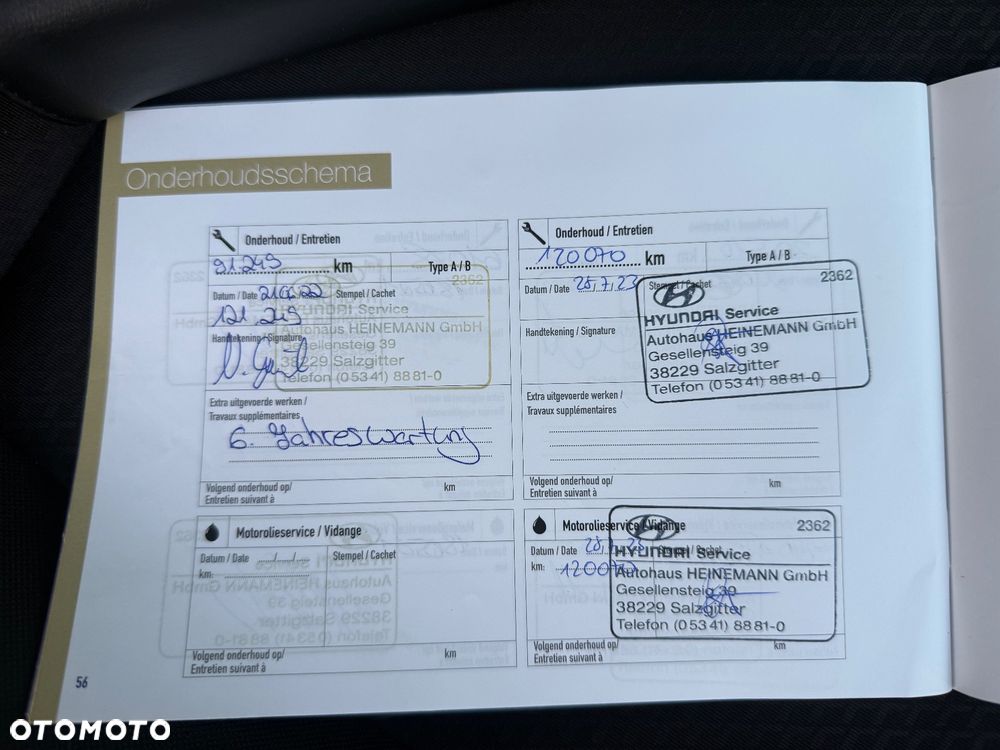 Onderhoudsschema
Onderhoud / Entretien
91.249 km
Type A / B
2362
Datum / Date
Stempel / Cachet
121.249
HYUNDAI Service
Autohaus HEINEMANN GmbH
Handtekening / Signature
Gesellensteig 39
38229 Salzgitter
Telefon (0 53 41) 88 81-0
Extra uitgevoerde werken /
Travaux supplémentaires
6. Jahreswartung
Volgend onderhoud op/
Entretien suivant à
km
Onderhoud / Entretien
120070 km
Type A / B
2362
Datum / Date 25.7.23
Stempel / Cachet
HYUNDAI Service
Handtekening / Signature
Autohaus HEINEMANN GmbH
Gesellensteig 39
38229 Salzgitter
Telefon (0 53 41) 88 81-0
Extra uitgevoerde werken /
Travaux supplémentaires
Volgend onderhoud op/
Entretien suivant à
km
Motorolieservice / Vidange
Datum / Date ..../..../....
Stempel / Cachet
km:
Volgend onderhoud op/
Entretien suivant à
km
Motorolieservice / Vidange
2362
Datum / Date
Stempel / Cachet
HYUNDAI Service
km: 120070
Autohaus HEINEMANN GmbH
Gesellensteig 39
38229 Salzgitter
Telefon (0 53 41) 88 81-0
Volgend onderhoud op/
Entretien suivant à
km
56
OTOMOTO